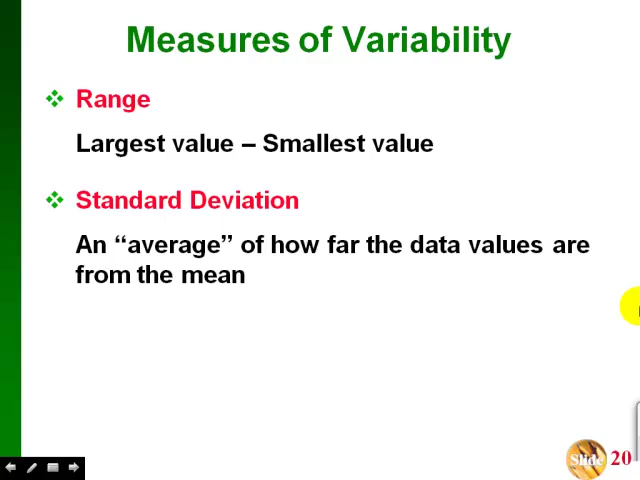 Measures of Variability
Range
Largest value – Smallest value
Standard Deviation
An “average” of how far the data values are
from the mean
Slide 20